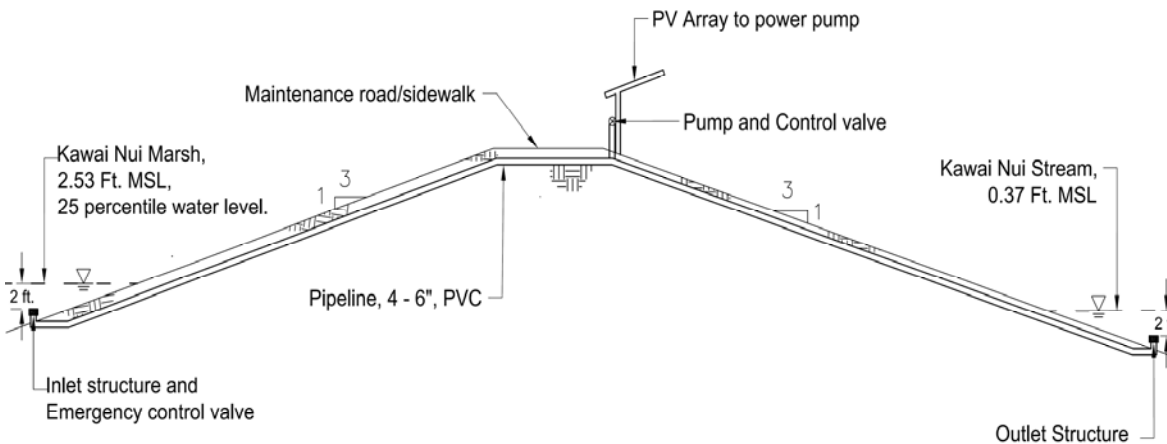 PV Array to power pump
Maintenance road/sidewalk
Pump and Control valve
Kawai Nui Marsh,
2.53 Ft. MSL,
25 percentile water level.
Kawai Nui Stream,
0.37 Ft. MSL
3
1
3
1
2 ft.
2
Pipeline, 4 - 6", PVC
Inlet structure and
Emergency control valve
Outlet Structure